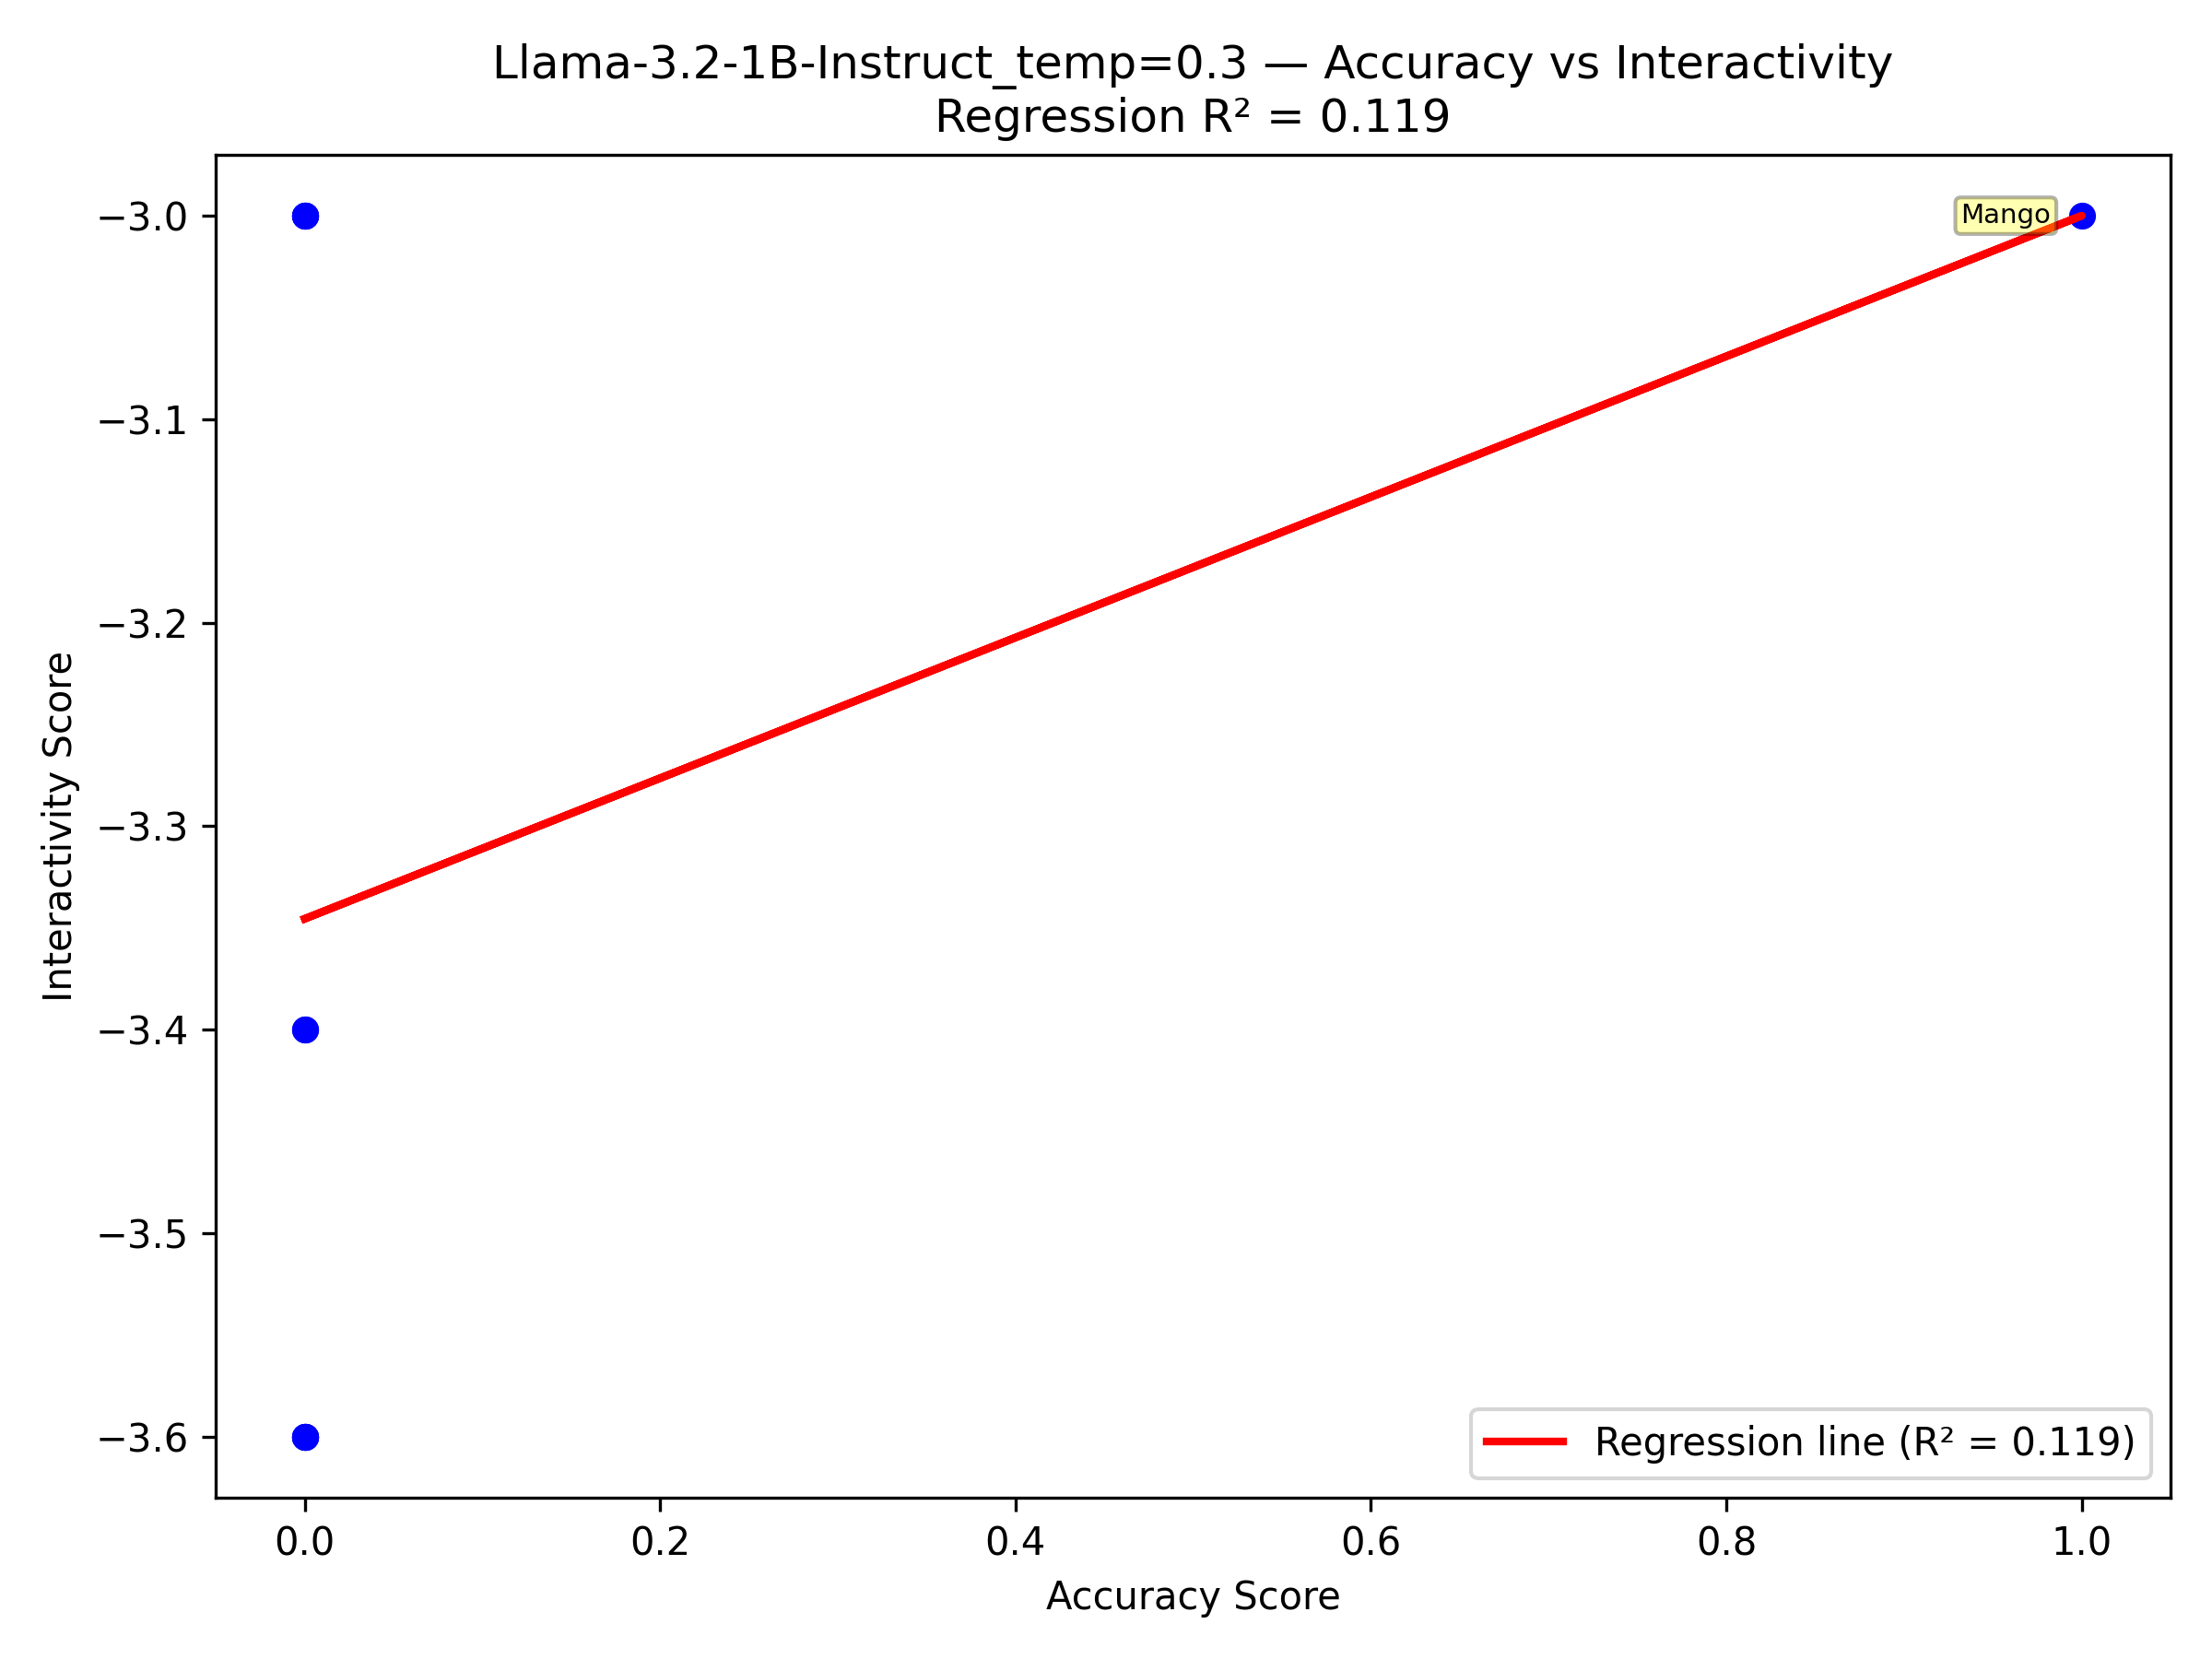 Llama-3.2-1B-Instruct_temp=0.3 — Accuracy vs Interactivity
Regression R² = 0.119
−3.0
−3.1
−3.2
−3.3
−3.4
−3.5
−3.6
Interactivity Score
Mango
Regression line (R² = 0.119)
0.0 0.2 0.4 0.6 0.8 1.0
Accuracy Score